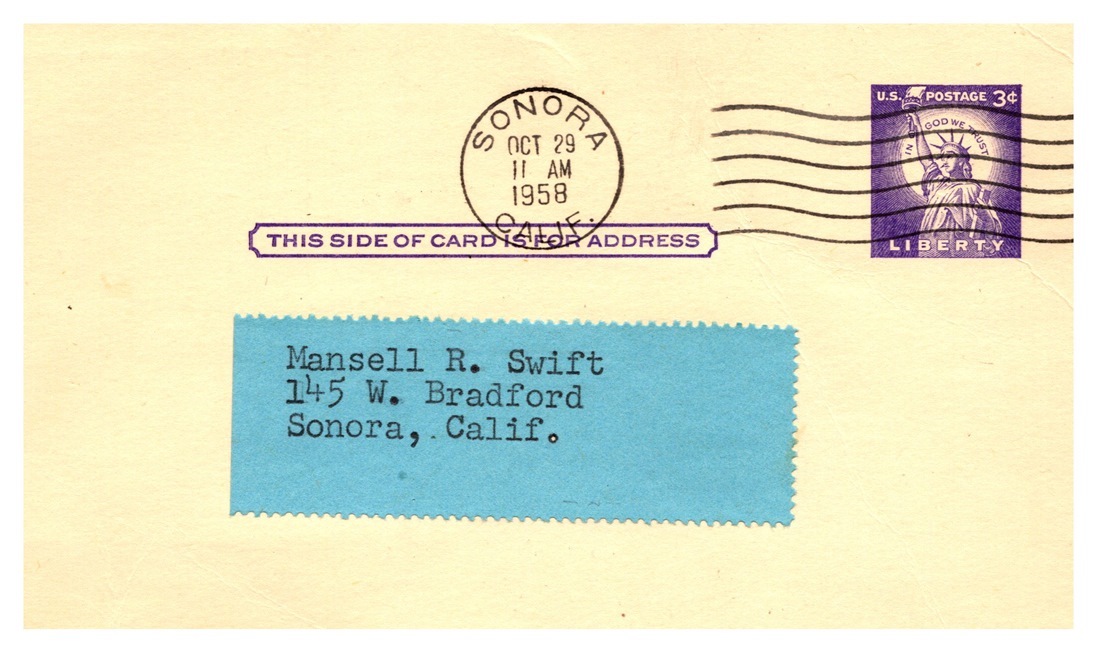 SONORA
OCT 29
11 AM
1958
CALIF.
U.S. POSTAGE 3¢
IN GOD WE TRUST
LIBERTY
THIS SIDE OF CARD IS FOR ADDRESS
Mansell R. Swift
145 W. Bradford
Sonora, Calif.